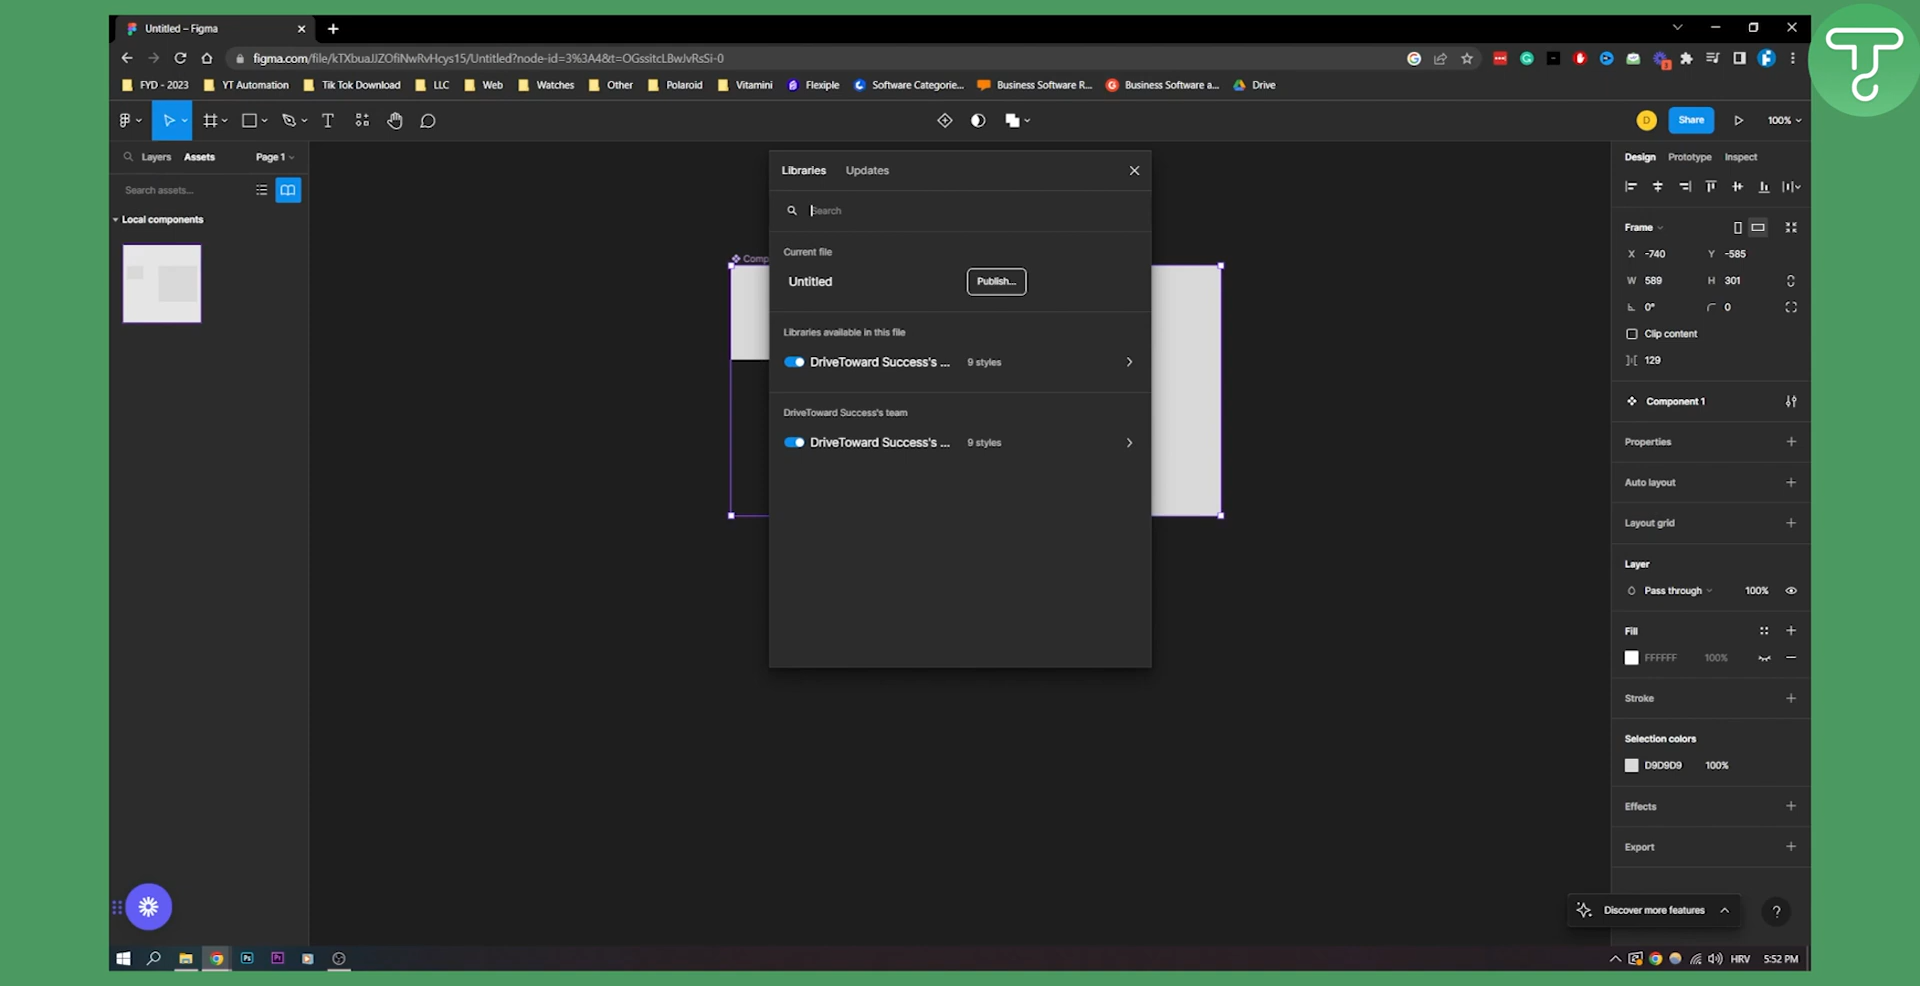 Untitled – Figma
figma.com/file/kTXbuaJJZOfiNwRvHcys15/Untitled?node-id=3%3A4&t=OGssitcLBwJvRsSi-0
FYD - 2023
YT Automation
Tik Tok Download
LLC
Web
Watches
Other
Polaroid
Vitamini
Flexiple
Software Categorie...
Business Software R...
Business Software a...
Drive
D
Share
100%
Layers
Assets
Page 1
Search assets...
Local components
Comp
Libraries
Updates
Search
Current file
Untitled
Publish...
Libraries available in this file
DriveToward Success's ...
9 styles
DriveToward Success's team
DriveToward Success's ...
9 styles
Design
Prototype
Inspect
Frame
X -740
Y -585
W 589
H 301
0°
0
Clip content
129
Component 1
Properties
Auto layout
Layout grid
Layer
Pass through
100%
Fill
FFFFFF
100%
Stroke
Selection colors
D9D9D9
100%
Effects
Export
Discover more features
?
Ps
Pr
HRV
5:52 PM